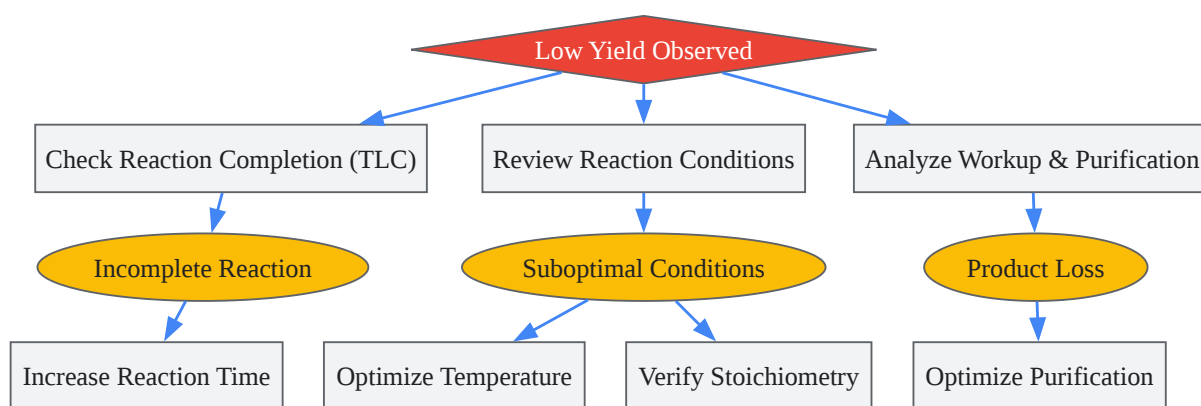 Low Yield Observed
Check Reaction Completion (TLC)
Review Reaction Conditions
Analyze Workup & Purification
Incomplete Reaction
Suboptimal Conditions
Product Loss
Increase Reaction Time
Optimize Temperature
Verify Stoichiometry
Optimize Purification